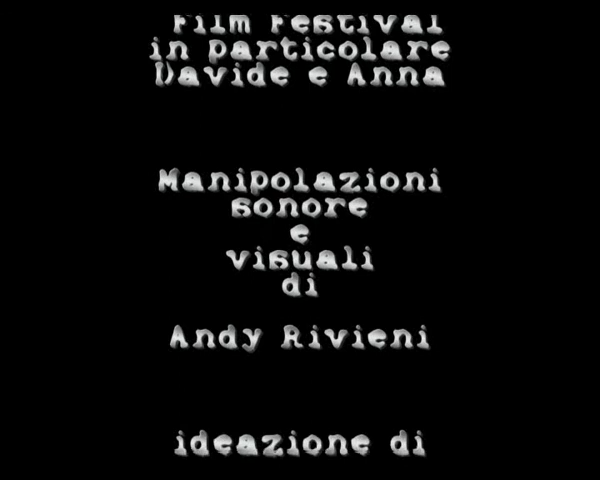 Film Festival
in particolare
Davide e Anna
Manipolazioni
sonore
e
visuali
di
Andy Rivieni
ideazione di